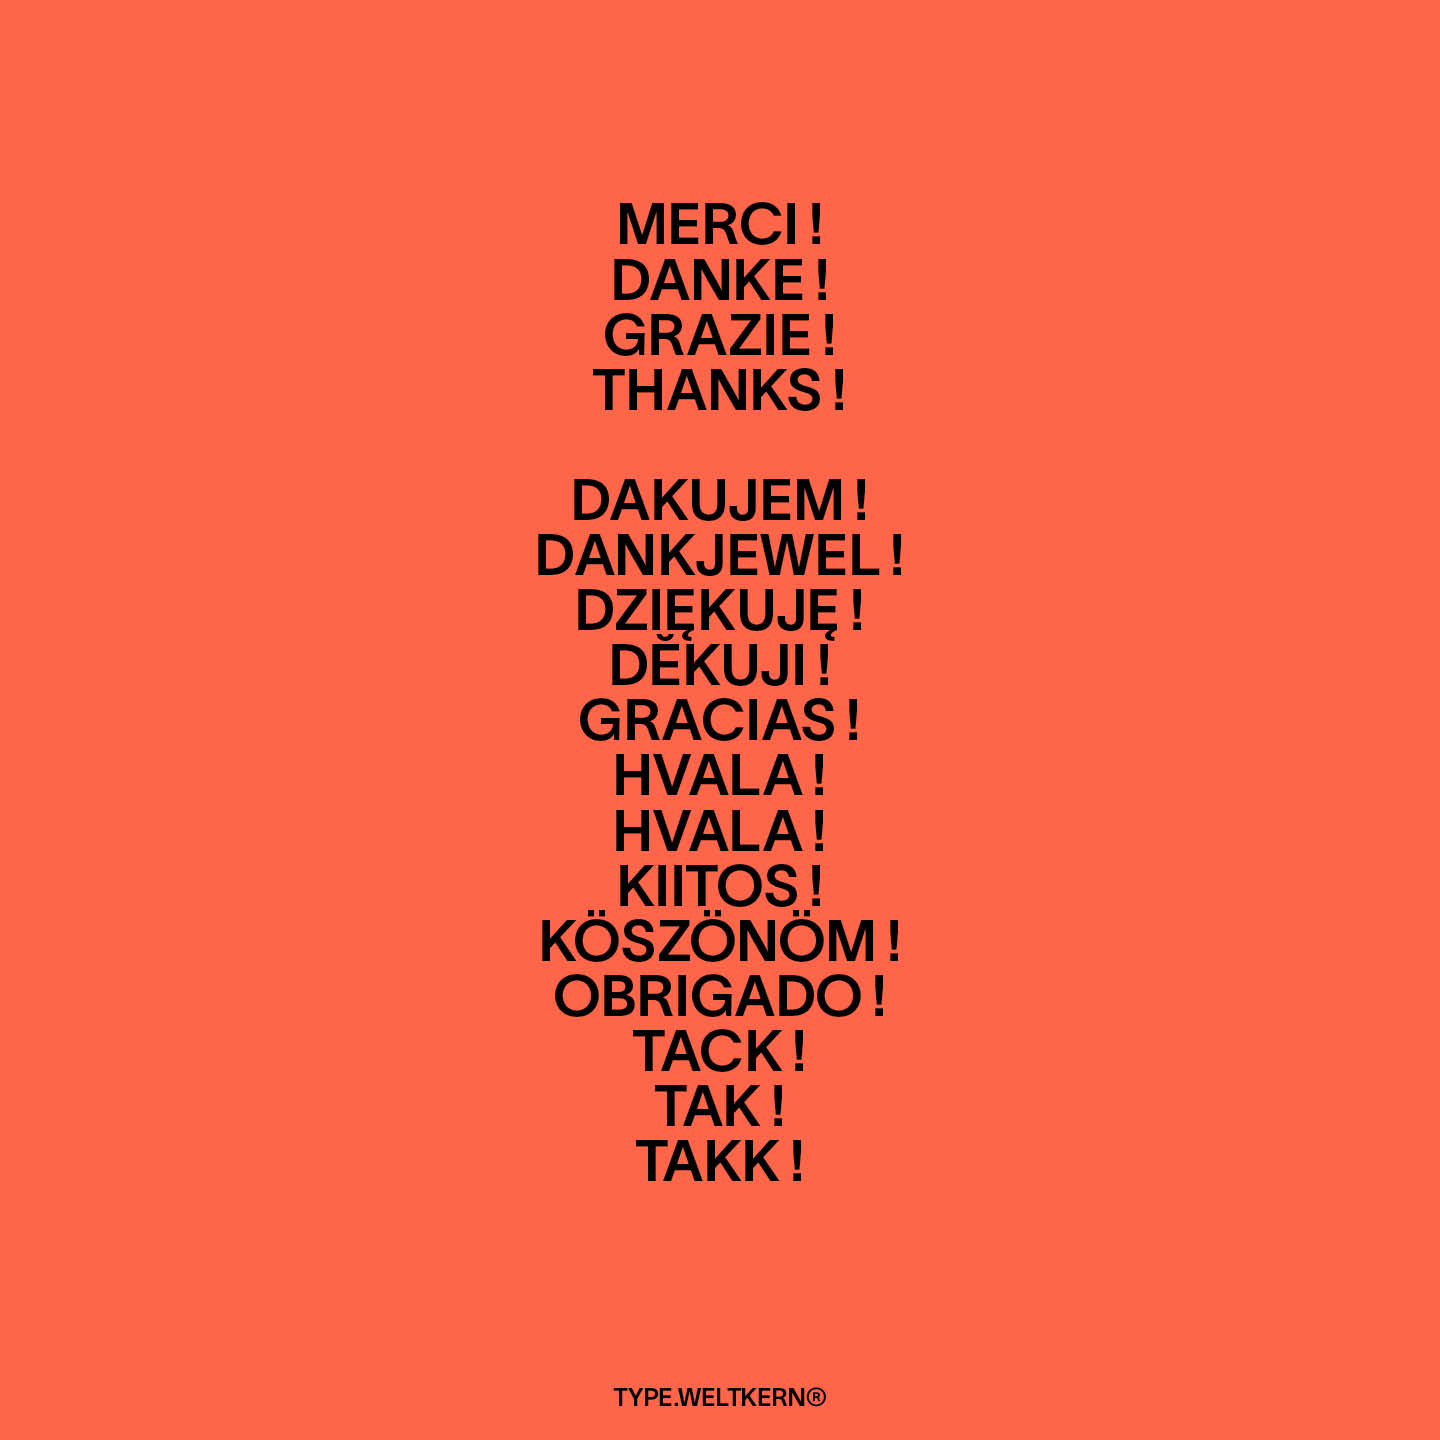 MERCI !
DANKE !
GRAZIE !
THANKS !
DAKUJEM !
DANKJEWEL !
DZIĘKUJĘ !
DĚKUJI !
GRACIAS !
HVALA !
HVALA !
KIITOS !
KÖSZÖNÖM !
OBRIGADO !
TACK !
TAK !
TAKK !
TYPE.WELTKERN®